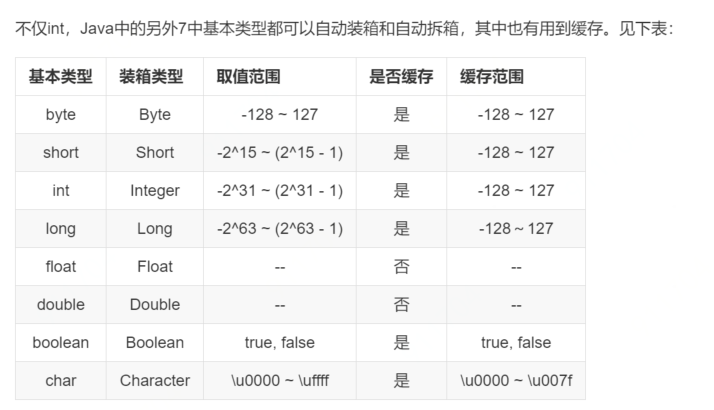 不仅int，Java中的另外7中基本类型都可以自动装箱和自动拆箱，其中也有用到缓存。见下表：
基本类型 装箱类型 取值范围 是否缓存 缓存范围
byte Byte -128 ~ 127 是 -128 ~ 127
short Short -2^15 ~ (2^15 - 1) 是 -128 ~ 127
int Integer -2^31 ~ (2^31 - 1) 是 -128 ~ 127
long Long -2^63 ~ (2^63 - 1) 是 -128～127
float Float -- 否 --
double Double -- 否 --
boolean Boolean true, false 是 true, false
char Character \u0000 ~ \uffff 是 \u0000 ~ \u007f